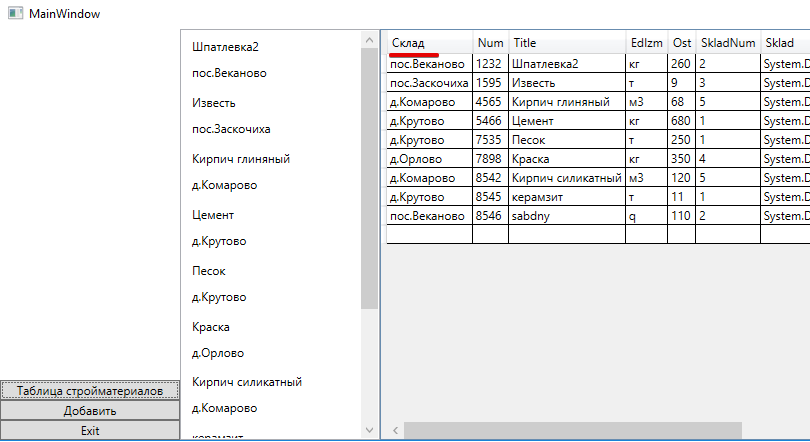 MainWindow
Шпатлевка2
пос.Веканово
Известь
пос.Заскочиха
Кирпич глиняный
д.Комарово
Цемент
д.Крутово
Песок
д.Крутово
Краска
д.Орлово
Кирпич силикатный
д.Комарово
керамзит
Таблица стройматериалов
Добавить
Exit
Склад Num Title EdIzm Ost SkladNum Sklad
пос.Веканово 1232 Шпатлевка2 кг 260 2 System.D
пос.Заскочиха 1595 Известь т 9 3 System.D
д.Комарово 4565 Кирпич глиняный м3 68 5 System.D
д.Крутово 5466 Цемент кг 680 1 System.D
д.Крутово 7535 Песок т 250 1 System.D
д.Орлово 7898 Краска кг 350 4 System.D
д.Комарово 8542 Кирпич силикатный м3 120 5 System.D
д.Крутово 8545 керамзит т 11 1 System.D
пос.Веканово 8546 sabdny q 110 2 System.D